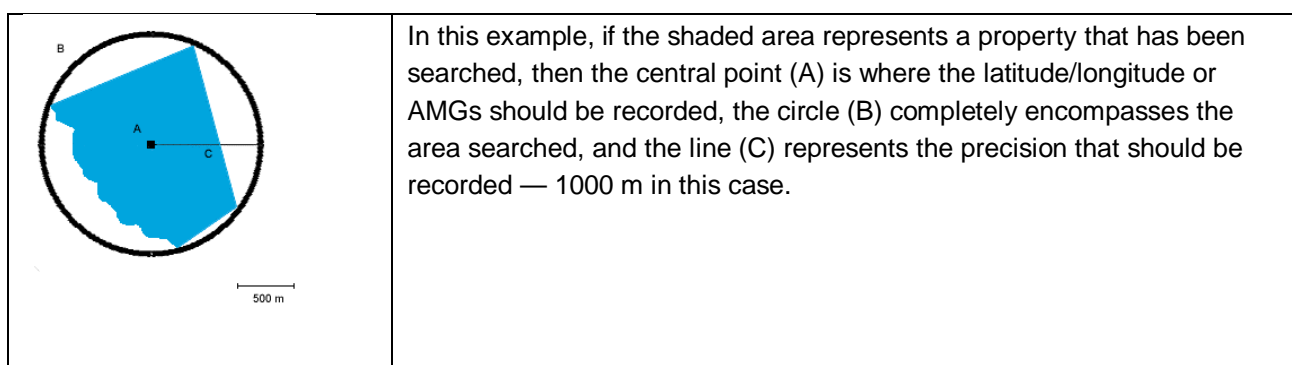 B
A
C
500 m
In this example, if the shaded area represents a property that has been
searched, then the central point (A) is where the latitude/longitude or
AMGs should be recorded, the circle (B) completely encompasses the
area searched, and the line (C) represents the precision that should be
recorded — 1000 m in this case.